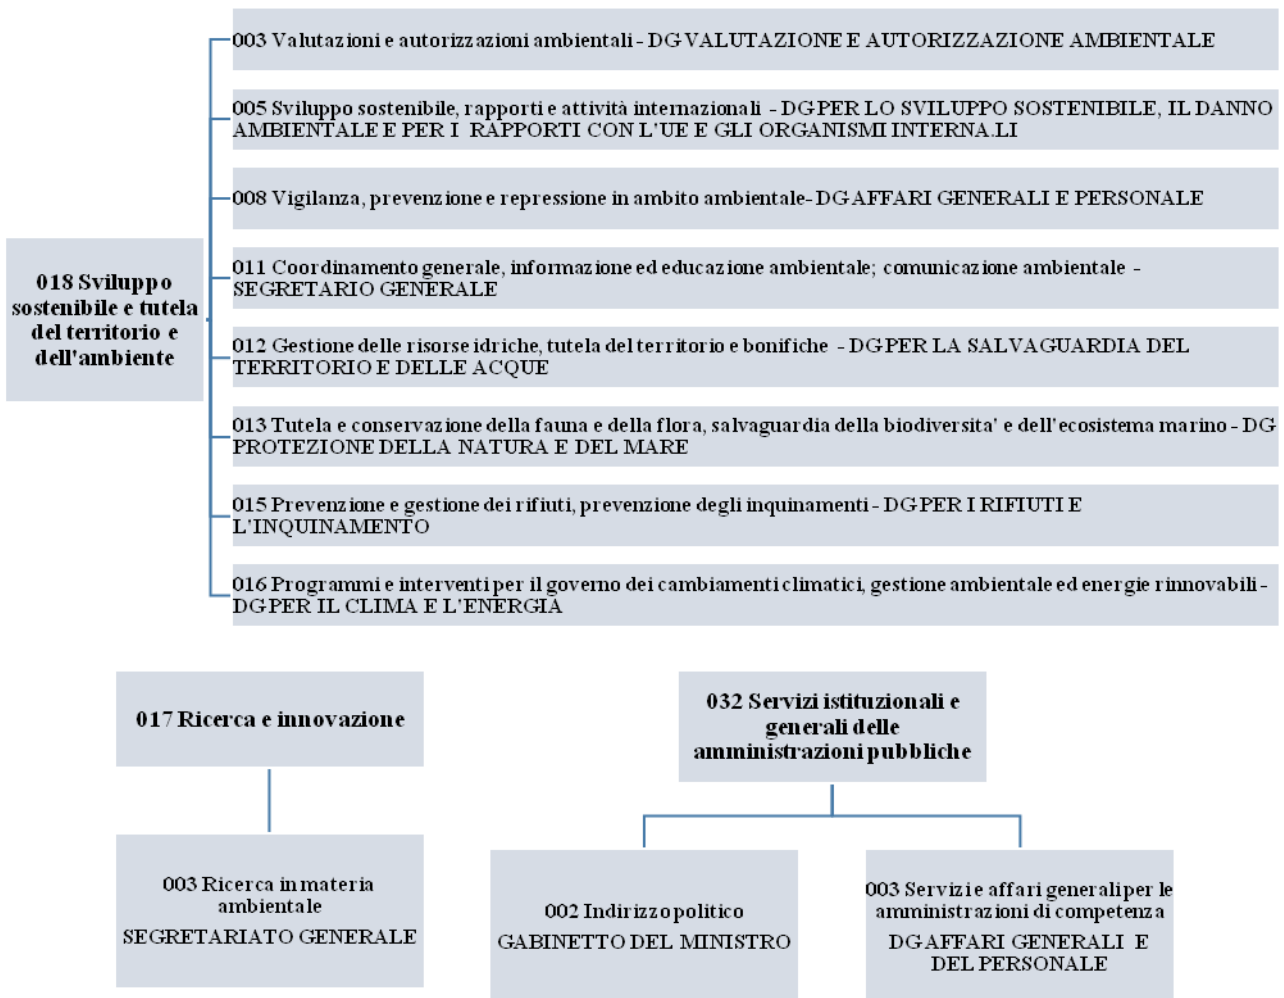 003 Valutazioni e autorizzazioni ambientali - DG VALUTAZIONE E AUTORIZZAZIONE AMBIENTALE
005 Sviluppo sostenibile, rapporti e attività internazionali - DG PER LO SVILUPPO SOSTENIBILE, IL DANNO
AMBIENTALE E PER I RAPPORTI CON L'UE E GLI ORGANISMI INTERNA.LI
008 Vigilanza, prevenzione e repressione in ambito ambientale- DG AFFARI GENERALI E PERSONALE
018 Sviluppo
sostenibile e tutela
del territorio e
dell'ambiente
011 Coordinamento generale, informazione ed educazione ambientale; comunicazione ambientale -
SEGRETARIO GENERALE
012 Gestione delle risorse idriche, tutela del territorio e bonifiche - DG PER LA SALVAGUARDIA DEL
TERRITORIO E DELLE ACQUE
013 Tutela e conservazione della fauna e della flora, salvaguardia della biodiversita' e dell'ecosistema marino - DG
PROTEZIONE DELLA NATURA E DEL MARE
015 Prevenzione e gestione dei rifiuti, prevenzione degli inquinamenti - DG PER I RIFIUTI E
L'INQUINAMENTO
016 Programmi e interventi per il governo dei cambiamenti climatici, gestione ambientale ed energie rinnovabili -
DG PER IL CLIMA E L'ENERGIA
017 Ricerca e innovazione
032 Servizi istituzionali e
generali delle
amministrazioni pubbliche
003 Ricerca in materia
ambientale
SEGRETARIATO GENERALE
002 Indirizzo politico
GABINETTO DEL MINISTRO
003 Servizi e affari generali per le
amministrazioni di competenza
DG AFFARI GENERALI E
DEL PERSONALE